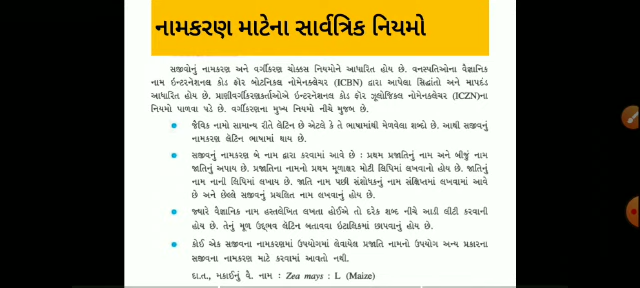 નામકરણ માટેના સાર્વત્રિક નિયમો
સજીવોનું નામકરણ અને વર્ગીકરણ ચોક્કસ નિયમોને આધારિત હોય છે. વનસ્પતિઓના વૈજ્ઞાનિક
નામ ઇન્ટરનેશનલ કોડ ફૉર બોટનિકલ નોમેનક્લેચર (ICBN) દ્વારા આપેલા સિદ્ધાંતો અને માપદંડ
આધારિત હોય છે. પ્રાણીવર્ગીકરણકર્તાઓએ ઇન્ટરનેશનલ કોડ ફૉર ઝૂલોજિકલ નોમેનક્લેચર (ICZN)ના
નિયમો પાળવા પડે છે. વર્ગીકરણના મુખ્ય નિયમો નીચે મુજબ છે.
● જૈવિક નામો સામાન્ય રીતે લૅટિન છે એટલે કે તે ભાષામાંથી મેળવેલા શબ્દો છે. આથી સજીવનું
નામકરણ લૅટિન ભાષામાં થાય છે.
● સજીવનું નામકરણ બે નામ દ્વારા કરવામાં આવે છે : પ્રથમ પ્રજાતિનું નામ અને બીજું નામ
જાતિનું અપાય છે. પ્રજાતિના નામનો પ્રથમ મૂળાક્ષર મોટી લિપિમાં લખવાનો હોય છે. જાતિનું
નામ નાની લિપિમાં લખાય છે. જાતિ નામ પછી સંશોધકનું નામ સંક્ષિપ્તમાં લખવામાં આવે
છે અને છેલ્લે સજીવનું પ્રચલિત નામ લખવાનું હોય છે.
● જ્યારે વૈજ્ઞાનિક નામ હસ્તલેખિત લખતા હોઈએ તો દરેક શબ્દ નીચે આડી લીટી કરવાની
હોય છે. તેનું મૂળ ઉદ્ભવ લૅટિન બતાવવા ઇટાલિકમાં છાપવાનું હોય છે.
● કોઈ એક સજીવના નામકરણમાં ઉપયોગમાં લેવાયેલ પ્રજાતિ નામનો ઉપયોગ અન્ય પ્રકારના
સજીવના નામકરણ માટે કરવામાં આવતો નથી.
દા.ત., મકાઈનું વૈ. નામ : Zea mays : L (Maize)